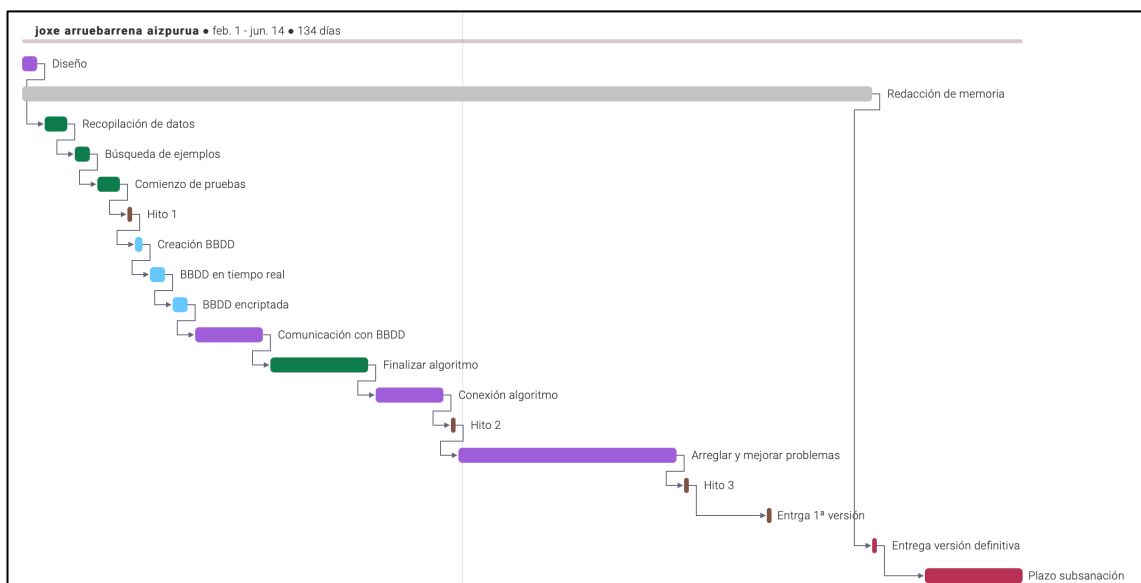 joxe arruebarrena aizpurua ● feb. 1 - jun. 14 ● 134 días
Diseño
Redacción de memoria
Recopilación de datos
Búsqueda de ejemplos
Comienzo de pruebas
Hito 1
Creación BBDD
BBDD en tiempo real
BBDD encriptada
Comunicación con BBDD
Finalizar algoritmo
Conexión algoritmo
Hito 2
Arreglar y mejorar problemas
Hito 3
Entrga 1ª versión
Entrega versión definitiva
Plazo subsanación